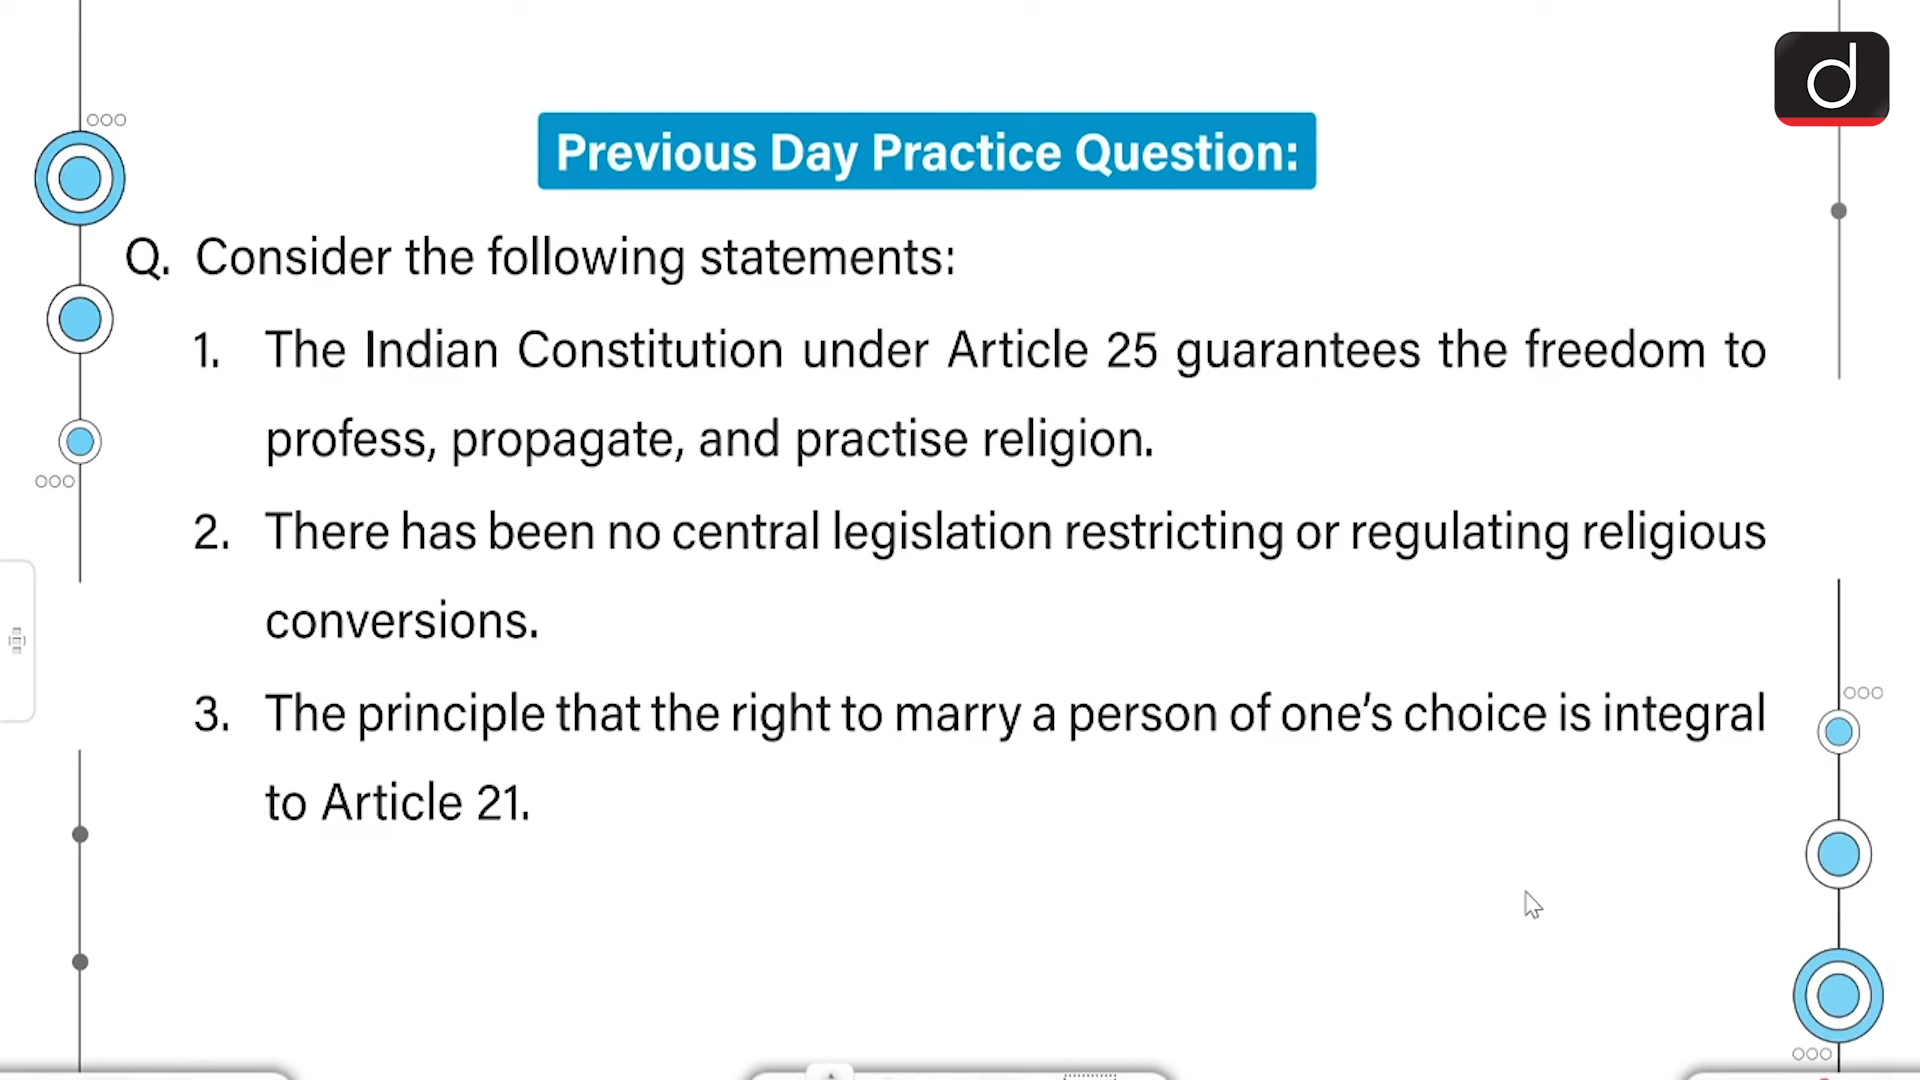 d
Previous Day Practice Question:
Q. Consider the following statements:
1. The Indian Constitution under Article 25 guarantees the freedom to
profess, propagate, and practise religion.
2. There has been no central legislation restricting or regulating religious
conversions.
3. The principle that the right to marry a person of one’s choice is integral
to Article 21.